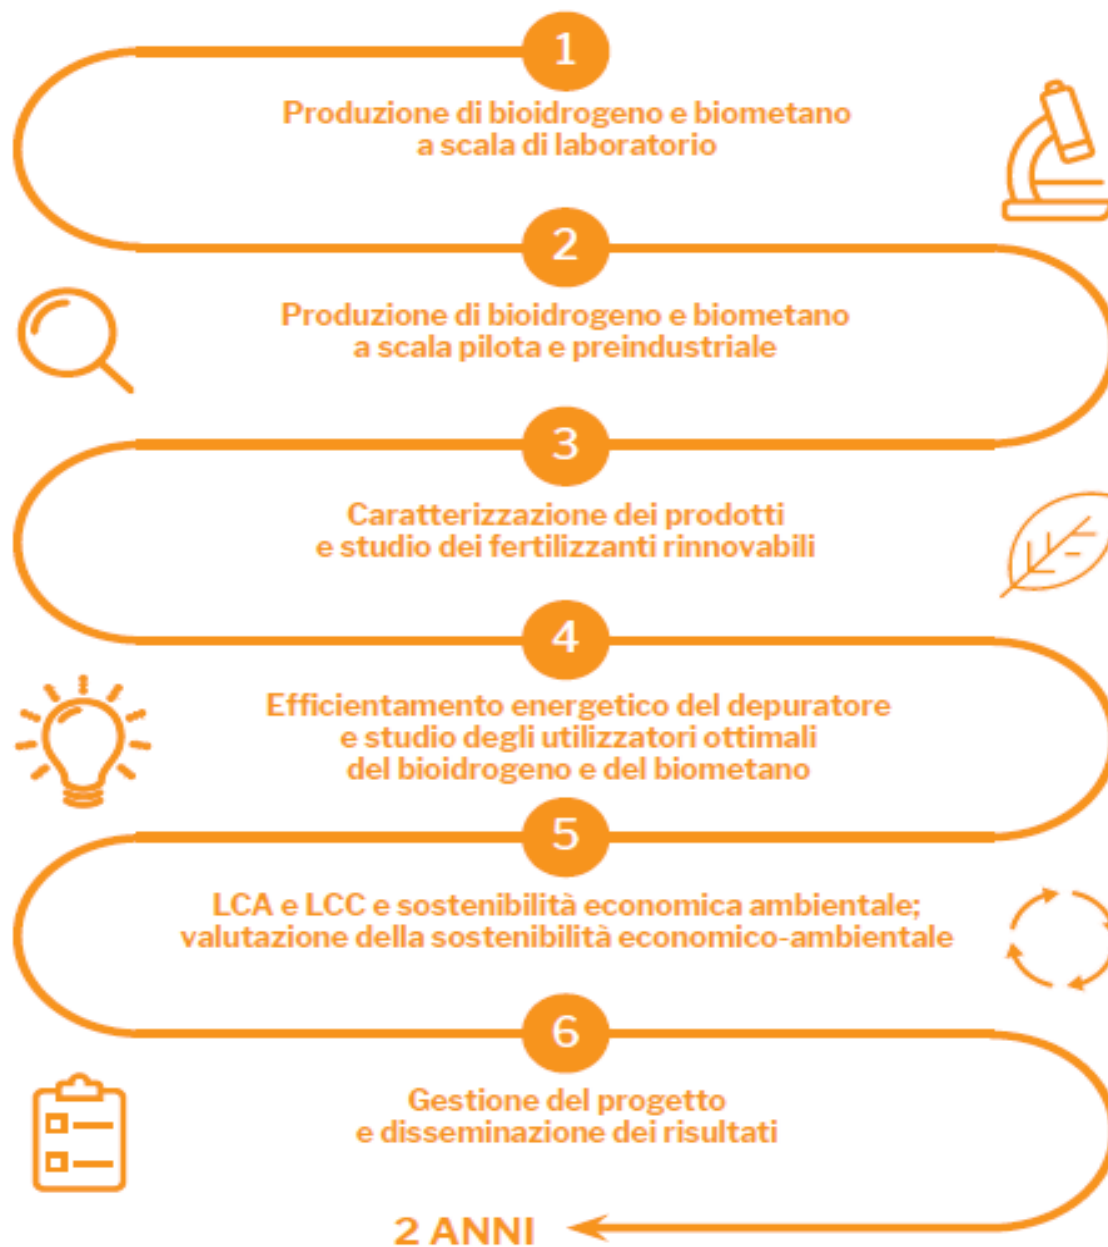 1
Produzione di bioidrogeno e biometano
a scala di laboratorio
2
Produzione di bioidrogeno e biometano
a scala pilota e preindustriale
3
Caratterizzazione dei prodotti
e studio dei fertilizzanti rinnovabili
4
Efficientamento energetico del depuratore
e studio degli utilizzatori ottimali
del bioidrogeno e del biometano
5
LCA e LCC e sostenibilità economica ambientale;
valutazione della sostenibilità economico-ambientale
6
Gestione del progetto
e disseminazione dei risultati
2 ANNI